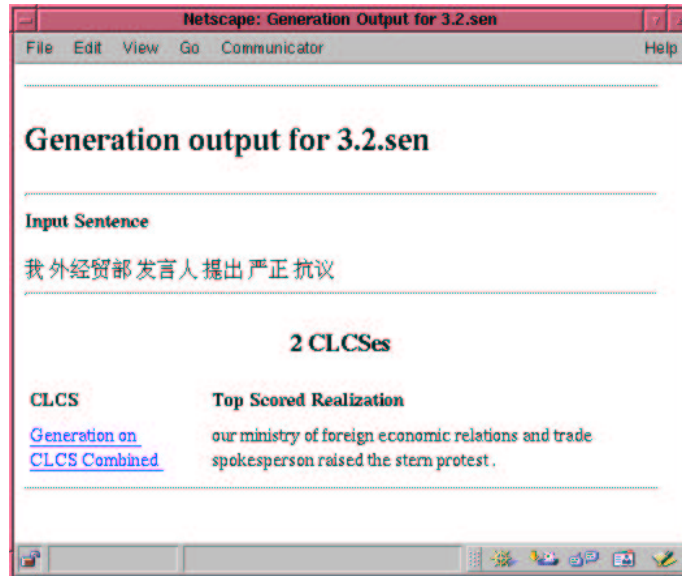 Netscape: Generation Output for 3.2.sen
File Edit View Go Communicator Help
Generation output for 3.2.sen
Input Sentence
我 外经贸部 发言人 提出 严正 抗议
2 CLCSes
CLCS Top Scored Realization
Generation on our ministry of foreign economic relations and trade
CLCS Combined spokesperson raised the stern protest .